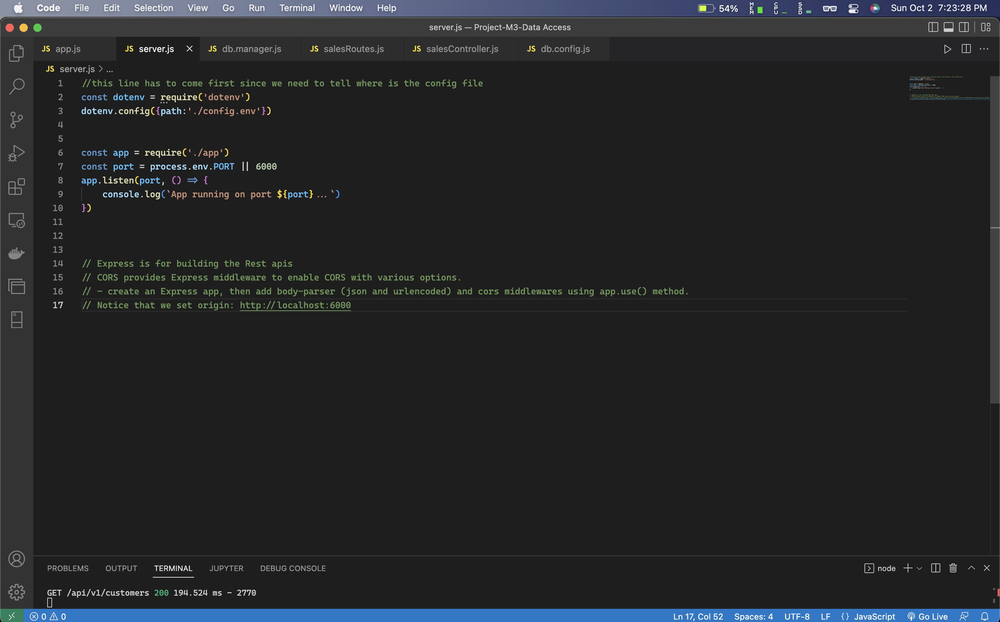 Code File Edit Selection View Go Run Terminal Window Help 54% MEM CPU SSD Sun Oct 2 7:23:28 PM
server.js — Project-M3-Data Access
JS app.js JS server.js JS db.manager.js JS salesRoutes.js JS salesController.js JS db.config.js
JS server.js > ...
1 //this line has to come first since we need to tell where is the config file
2 const dotenv = require('dotenv')
3 dotenv.config({path:'./config.env'})
4
5
6 const app = require('./app')
7 const port = process.env.PORT || 6000
8 app.listen(port, () => {
9 console.log(`App running on port ${port}...`)
10 })
11
12
13
14 // Express is for building the Rest apis
15 // CORS provides Express middleware to enable CORS with various options.
16 // - create an Express app, then add body-parser (json and urlencoded) and cors middlewares using app.use() method.
17 // Notice that we set origin: http://localhost:6000
PROBLEMS OUTPUT TERMINAL JUPYTER DEBUG CONSOLE node
GET /api/v1/customers 200 194.524 ms - 2770
0 0 Ln 17, Col 52 Spaces: 4 UTF-8 LF {} JavaScript Go Live